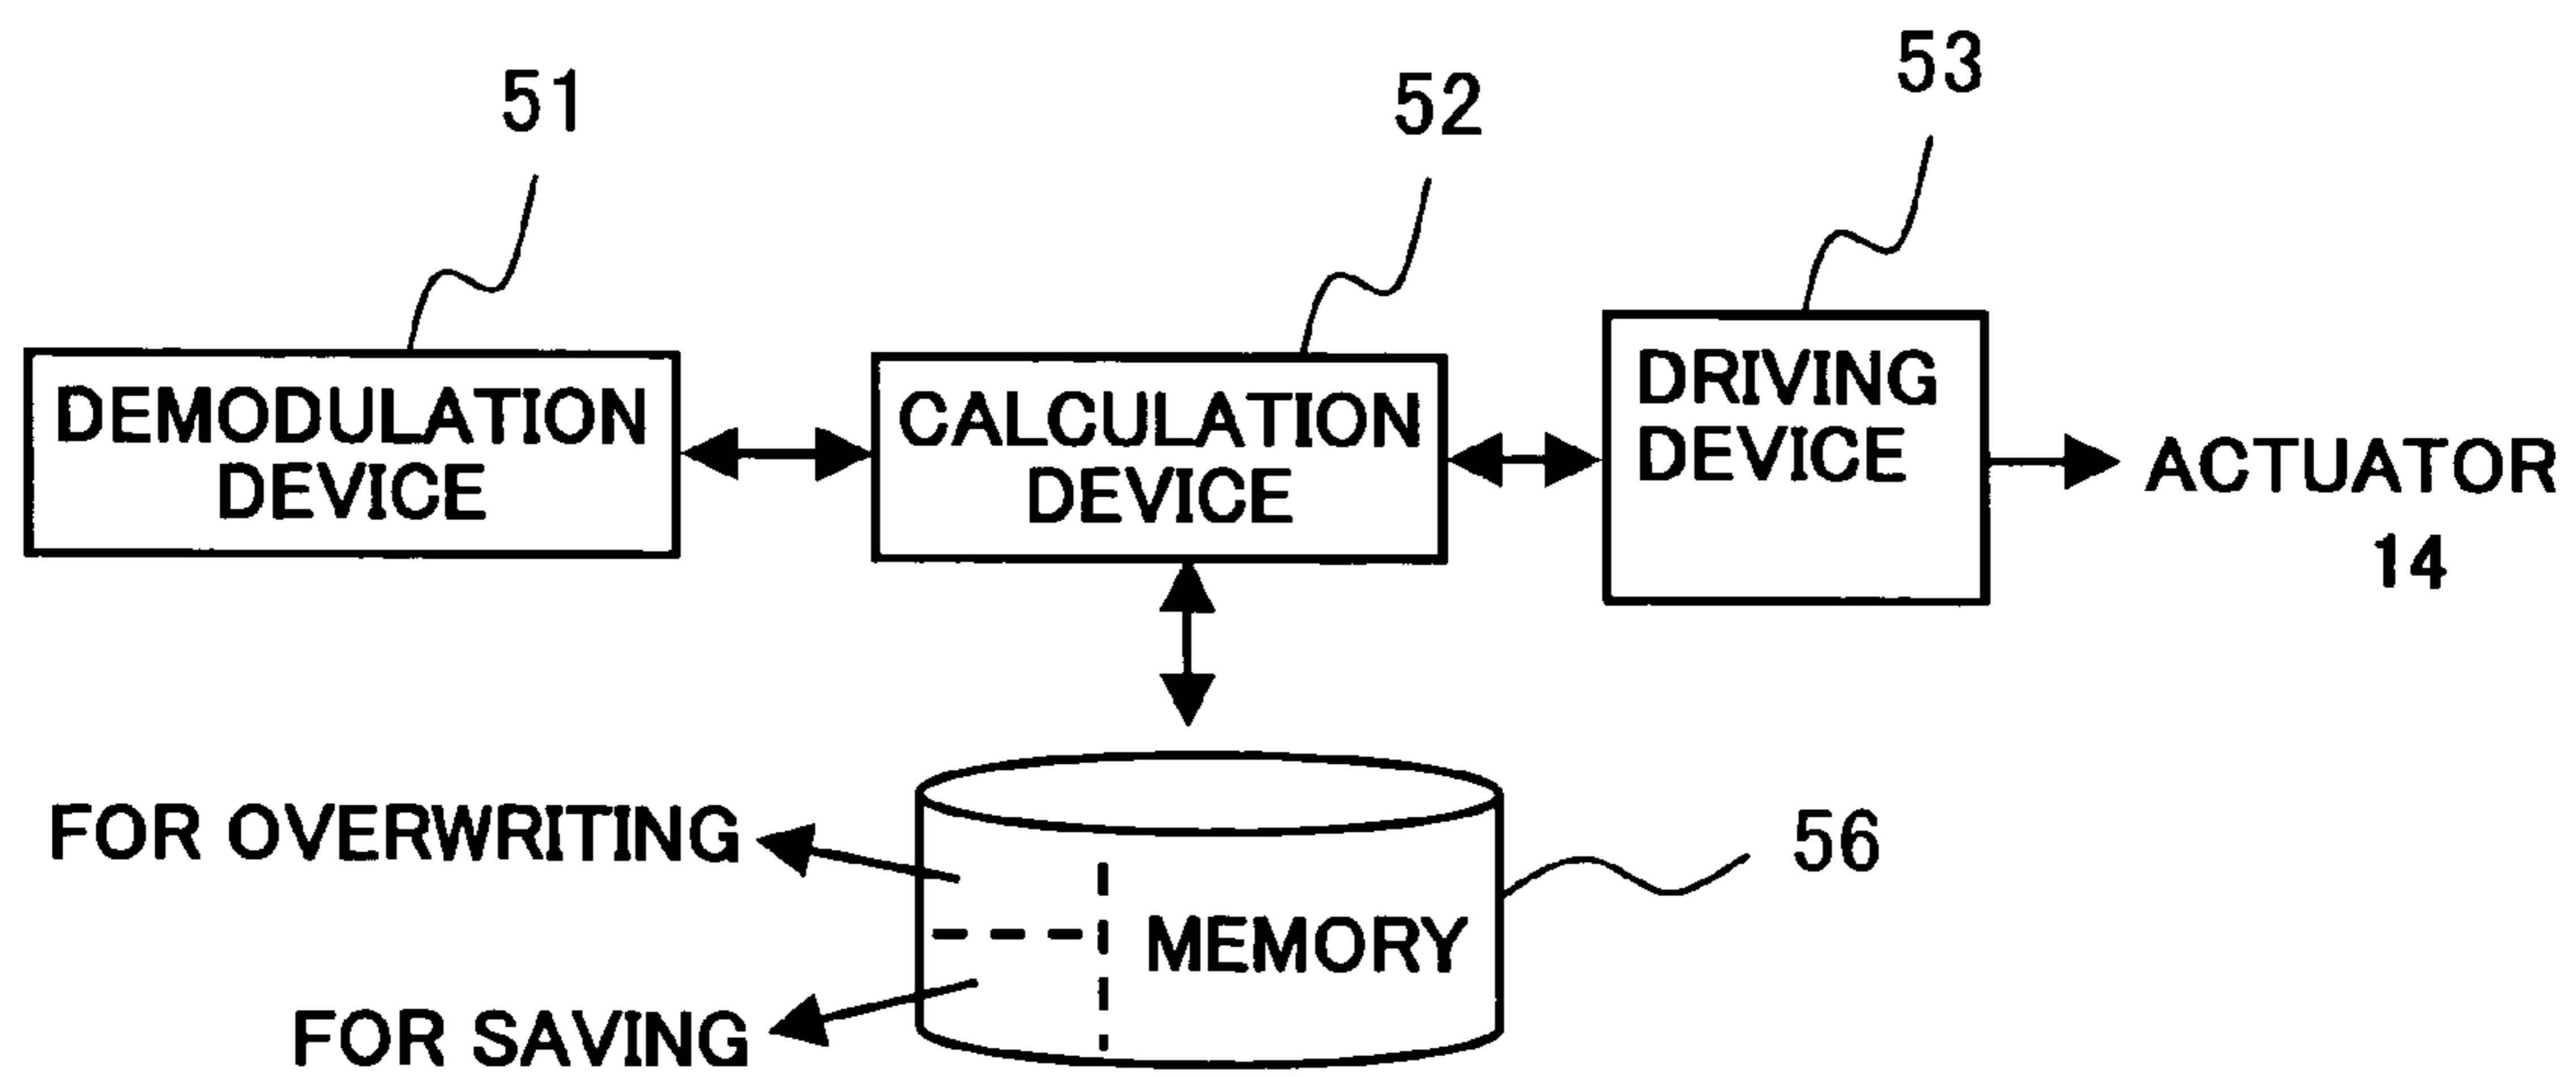 51
52
53
DEMODULATION
DEVICE
CALCULATION
DEVICE
DRIVING
DEVICE
ACTUATOR
14
FOR OVERWRITING
56
MEMORY
FOR SAVING